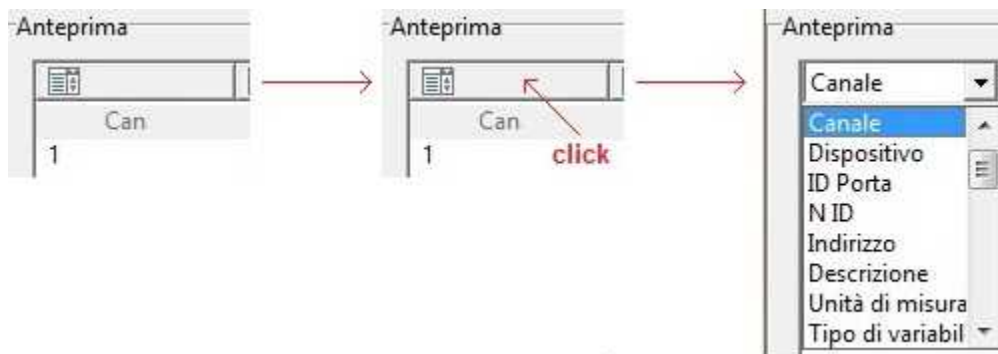 Anteprima
Can
1
Anteprima
Can
1
click
Anteprima
Canale
Canale
Dispositivo
ID Porta
N ID
Indirizzo
Descrizione
Unità di misura
Tipo di variabil